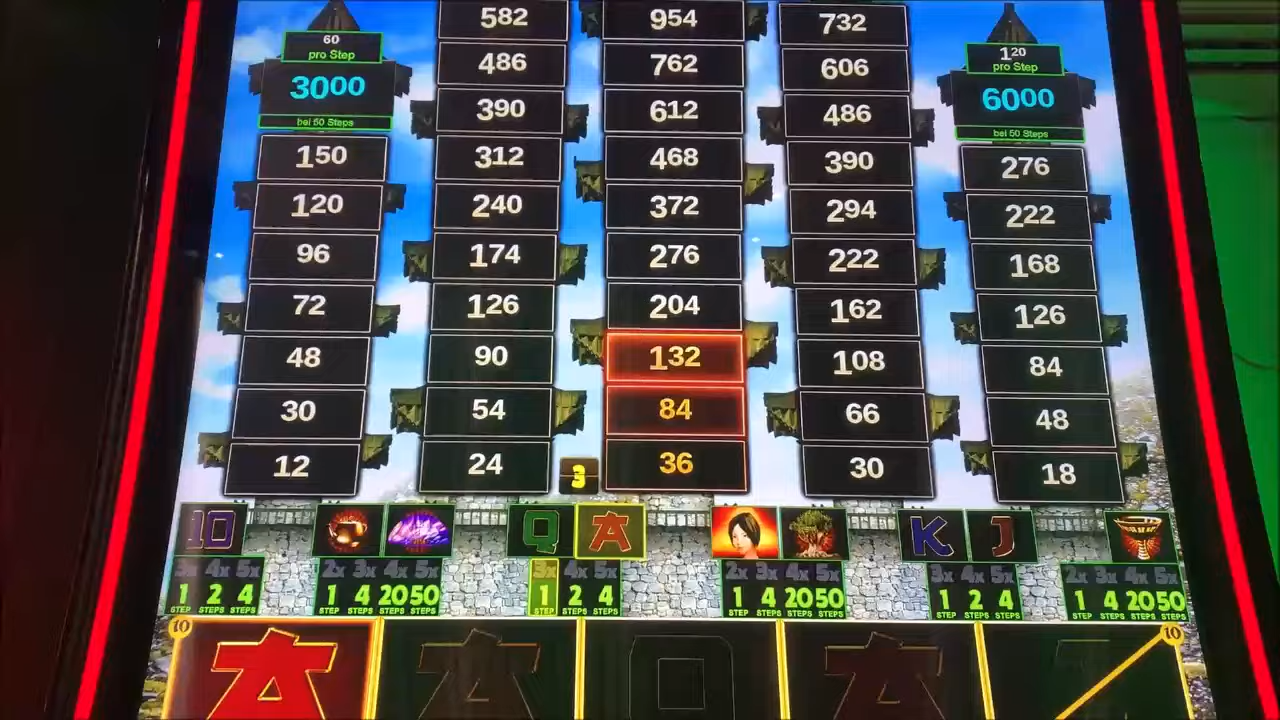 60
pro Step
3000
bei 50 Steps
150
120
96
72
48
30
12
582
486
390
312
240
174
126
90
54
24
954
762
612
468
372
276
204
132
84
36
3
732
606
486
390
294
222
162
108
66
30
1 20
pro Step
6000
bei 50 Steps
276
222
168
126
84
48
18
10
Q
A
K
J
3x 4x 5x
1 2 4
STEP STEPS STEPS
2x 3x 4x 5x
1 4 20 50
STEP STEPS STEPS STEPS
3x 4x 5x
1 2 4
STEP STEPS STEPS
2x 3x 4x 5x
1 4 20 50
STEP STEPS STEPS STEPS
3x 4x 5x
1 2 4
STEP STEPS STEPS
2x 3x 4x 5x
1 4 20 50
STEP STEPS STEPS STEPS
10
10
A
A
Q
A